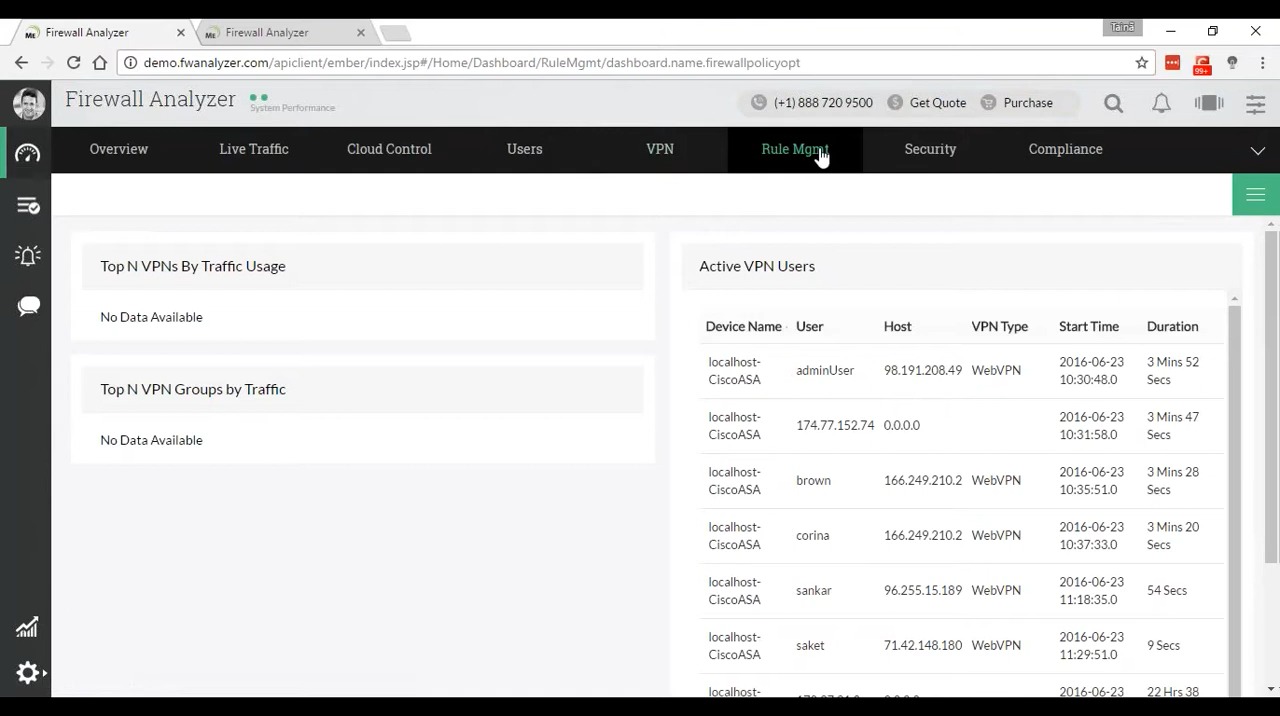 Firewall Analyzer
Firewall Analyzer
Tainã
demo.fwanalyzer.com/apiclient/ember/index.jsp#/Home/Dashboard/RuleMgmt/dashboard.name.firewallpolicyopt
99+
Firewall Analyzer
System Performance
(+1) 888 720 9500
Get Quote
Purchase
Overview
Live Traffic
Cloud Control
Users
VPN
Rule Mgmt
Security
Compliance
Top N VPNs By Traffic Usage
No Data Available
Top N VPN Groups by Traffic
No Data Available
Active VPN Users
Device Name User Host VPN Type Start Time Duration
localhost-CiscoASA adminUser 98.191.208.49 WebVPN 2016-06-23 10:30:48.0 3 Mins 52 Secs
localhost-CiscoASA 174.77.152.74 0.0.0.0 2016-06-23 10:31:58.0 3 Mins 47 Secs
localhost-CiscoASA brown 166.249.210.2 WebVPN 2016-06-23 10:35:51.0 3 Mins 28 Secs
localhost-CiscoASA corina 166.249.210.2 WebVPN 2016-06-23 10:37:33.0 3 Mins 20 Secs
localhost-CiscoASA sankar 96.255.15.189 WebVPN 2016-06-23 11:18:35.0 54 Secs
localhost-CiscoASA saket 71.42.148.180 WebVPN 2016-06-23 11:29:51.0 9 Secs
localhost- 2016-06-23 22 Hrs 38